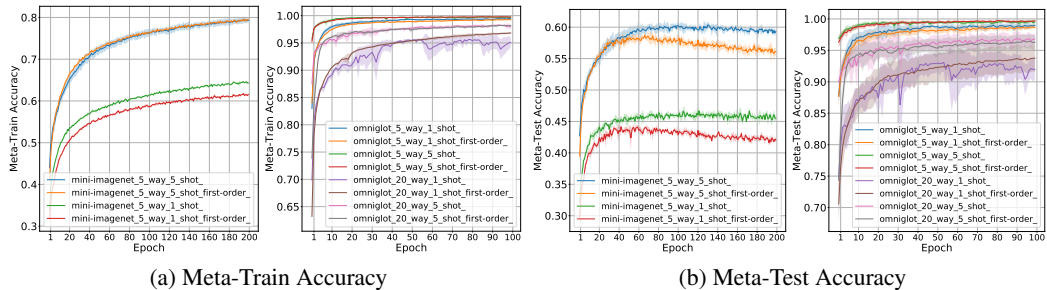 Meta-Train Accuracy
0.8
0.7
0.6
0.5
0.4
0.3
mini-imagenet_5_way_5_shot_
mini-imagenet_5_way_5_shot_first-order_
mini-imagenet_5_way_1_shot_
mini-imagenet_5_way_1_shot_first-order_
1 20 40 60 80 100 120 140 160 180 200
Epoch
Meta-Train Accuracy
1.00
0.95
0.90
0.85
0.80
0.75
0.70
0.65
omniglot_5_way_1_shot_
omniglot_5_way_1_shot_first-order_
omniglot_5_way_5_shot_
omniglot_5_way_5_shot_first-order_
omniglot_20_way_1_shot_
omniglot_20_way_1_shot_first-order_
omniglot_20_way_5_shot_
omniglot_20_way_5_shot_first-order_
1 10 20 30 40 50 60 70 80 90 100
Epoch
(a) Meta-Train Accuracy
Meta-Test Accuracy
0.60
0.55
0.50
0.45
0.40
0.35
0.30
mini-imagenet_5_way_5_shot_
mini-imagenet_5_way_5_shot_first-order_
mini-imagenet_5_way_1_shot_
mini-imagenet_5_way_1_shot_first-order_
1 20 40 60 80 100 120 140 160 180 200
Epoch
Meta-Test Accuracy
1.00
0.95
0.90
0.85
0.80
0.75
0.70
omniglot_5_way_1_shot_
omniglot_5_way_1_shot_first-order_
omniglot_5_way_5_shot_
omniglot_5_way_5_shot_first-order_
omniglot_20_way_1_shot_
omniglot_20_way_1_shot_first-order_
omniglot_20_way_5_shot_
omniglot_20_way_5_shot_first-order_
1 10 20 30 40 50 60 70 80 90 100
Epoch
(b) Meta-Test Accuracy